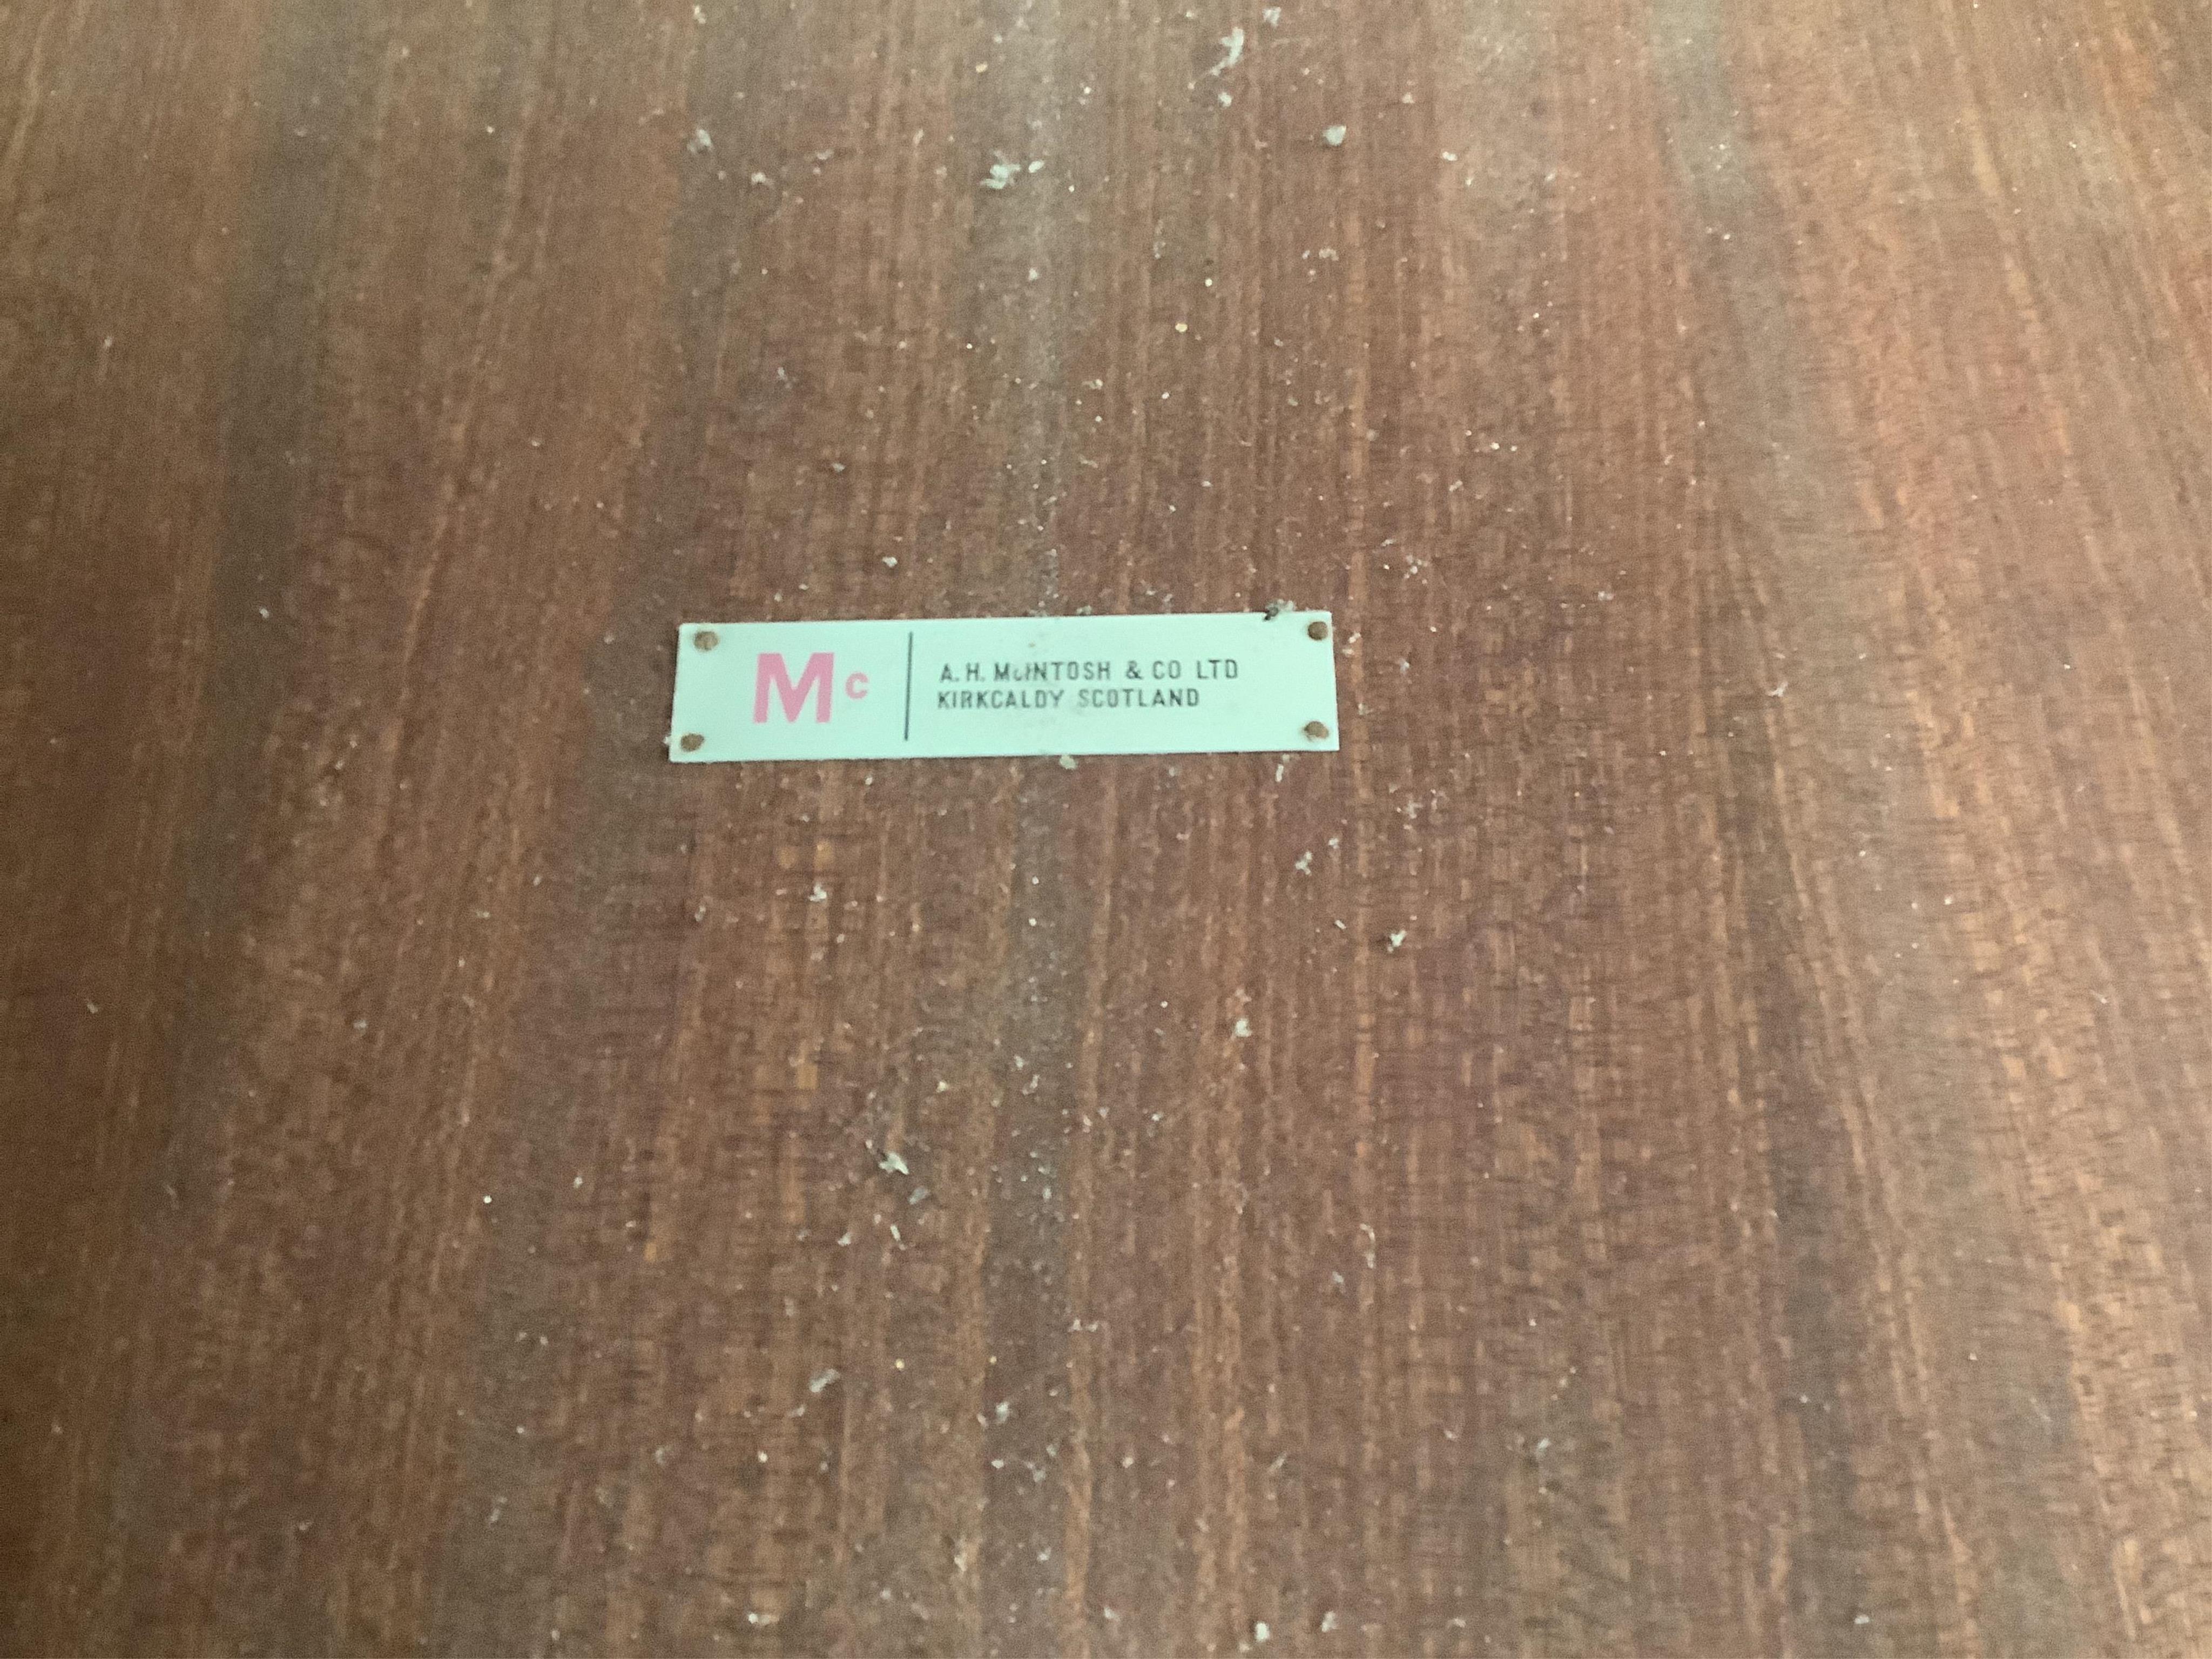 Mc
A. H. McINTOSH & CO LTD
KIRKCALDY SCOTLAND